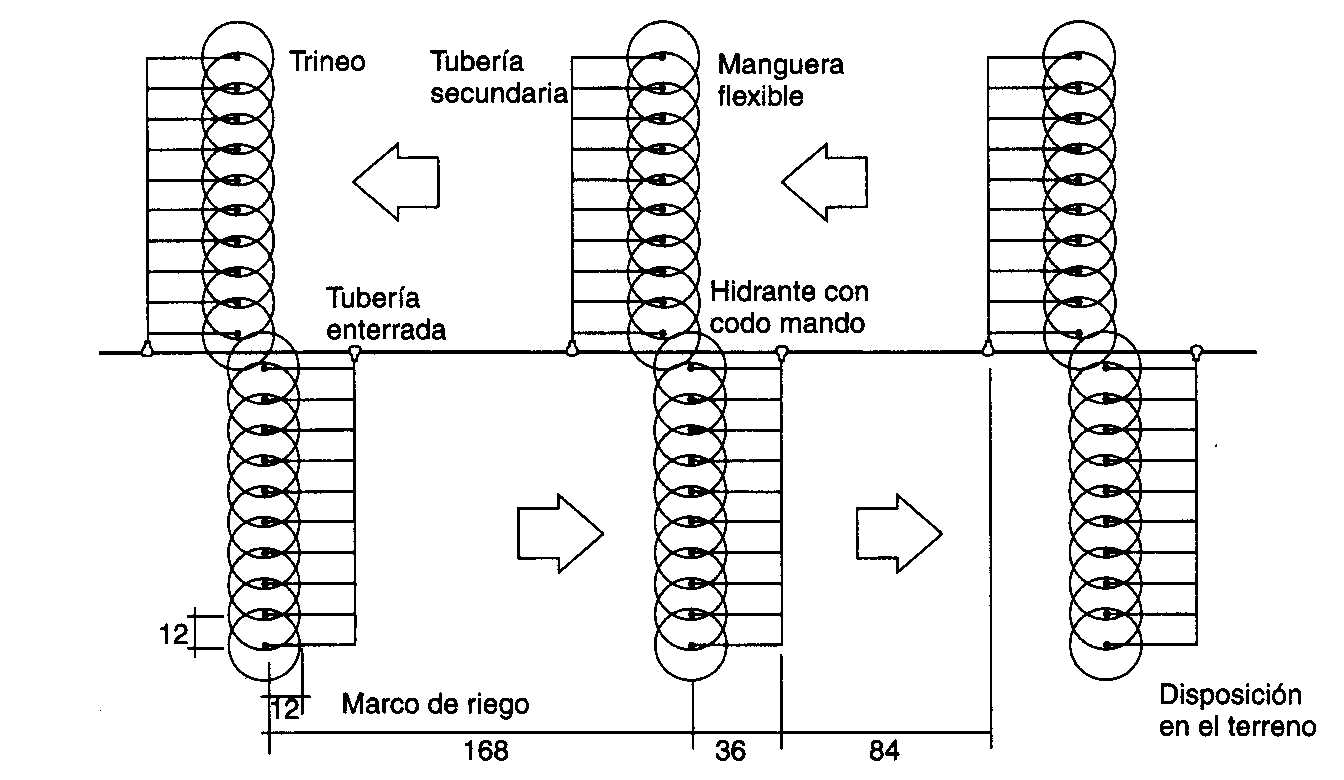 Trineo
Tubería
secundaria
Manguera
flexible
Tubería
enterrada
Hidrante con
codo mando
12
12
Marco de riego
168
36
84
Disposición
en el terreno